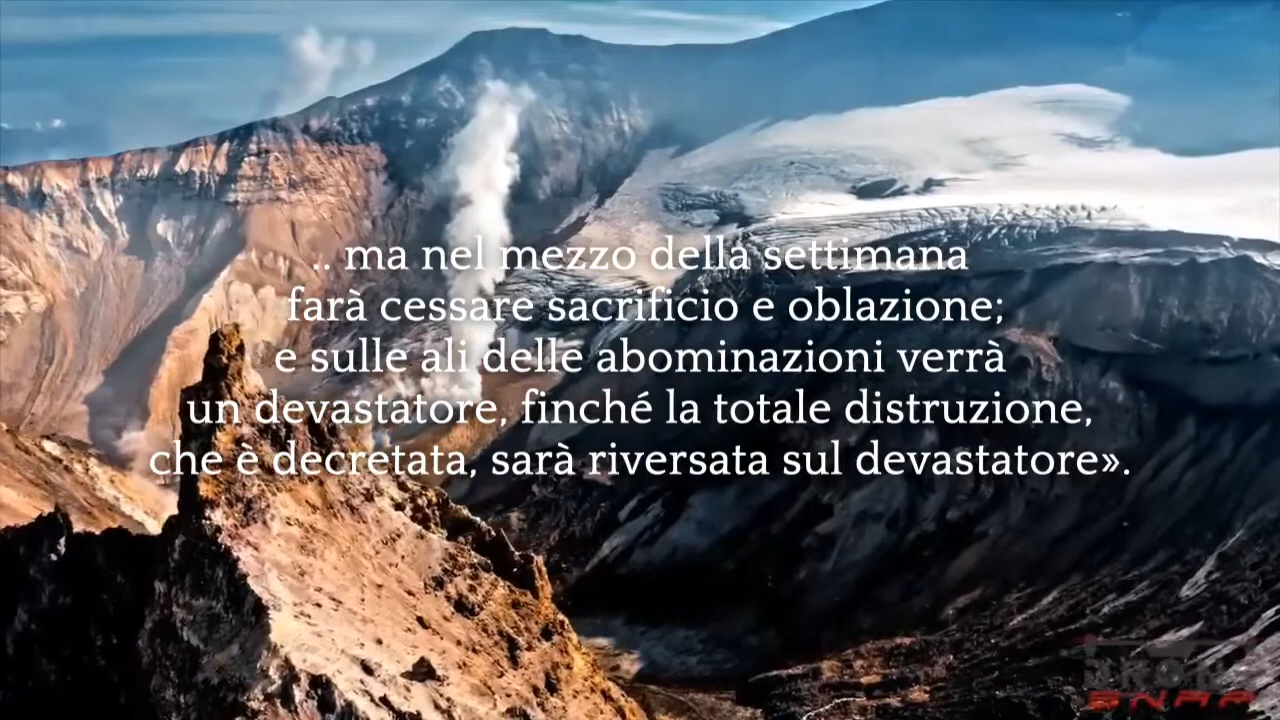 .. ma nel mezzo della settimana
farà cessare sacrificio e oblazione;
e sulle ali delle abominazioni verrà
un devastatore, finché la totale distruzione,
che è decretata, sarà riversata sul devastatore».